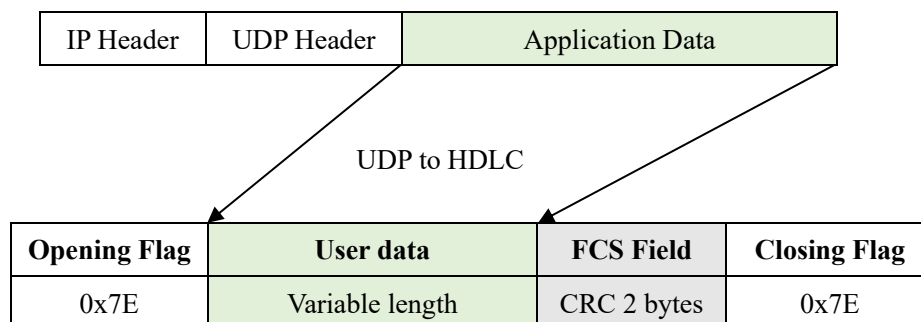 IP Header UDP Header Application Data
UDP to HDLC
Opening Flag User data FCS Field Closing Flag
0x7E Variable length CRC 2 bytes 0x7E